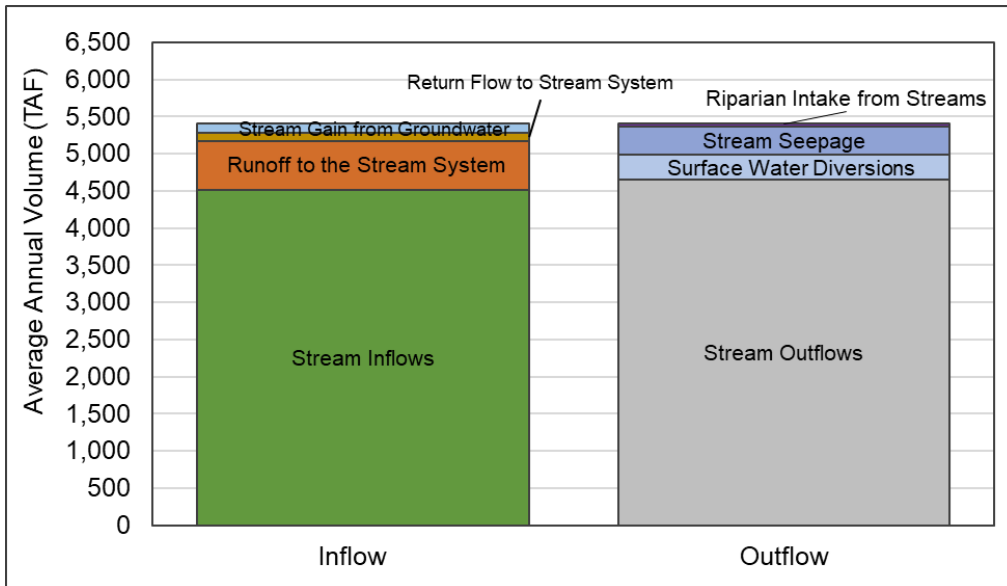 Average Annual Volume (TAF)
6,500
6,000
5,500
5,000
4,500
4,000
3,500
3,000
2,500
2,000
1,500
1,000
500
0
Return Flow to Stream System
Stream Gain from Groundwater
Runoff to the Stream System
Stream Inflows
Riparian Intake from Streams
Stream Seepage
Surface Water Diversions
Stream Outflows
Inflow
Outflow